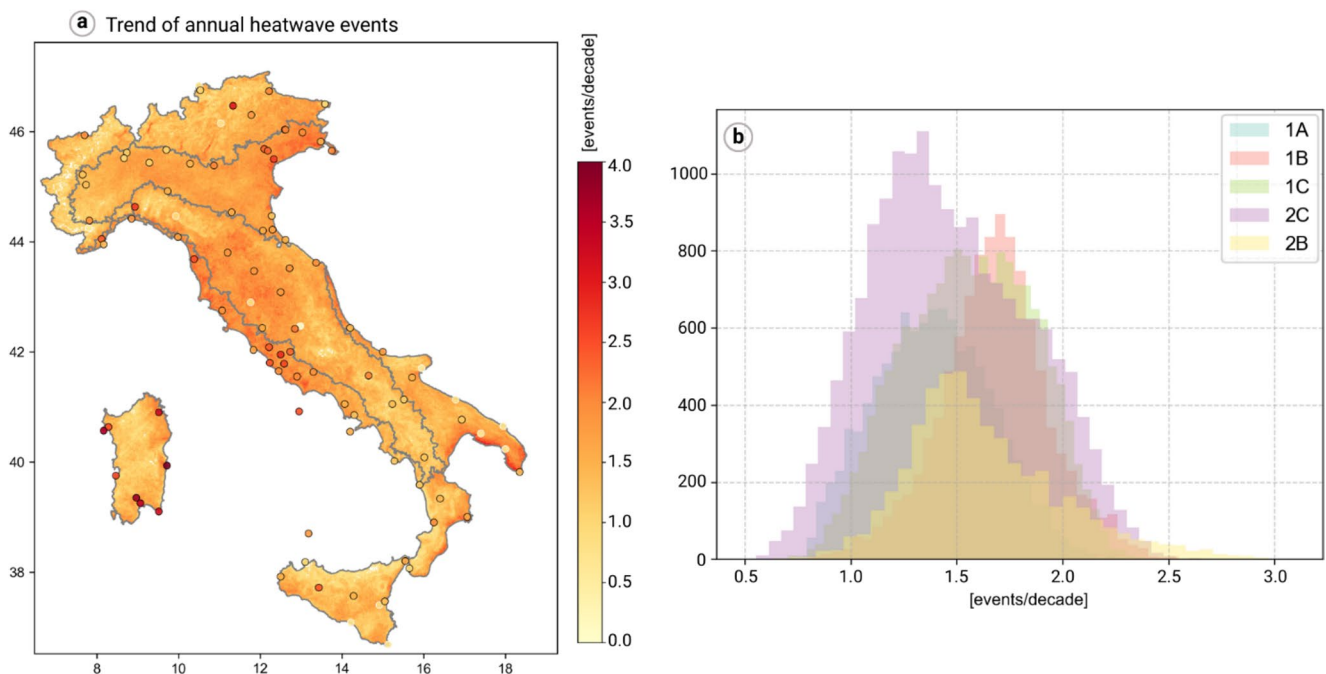 a Trend of annual heatwave events
[events/decade]
46
44
42
40
38
8 10 12 14 16 18
4.0
3.5
3.0
2.5
2.0
1.5
1.0
0.5
0.0
b
1000
800
600
400
200
0
0.5 1.0 1.5 2.0 2.5 3.0
[events/decade]
1A
1B
1C
2C
2B